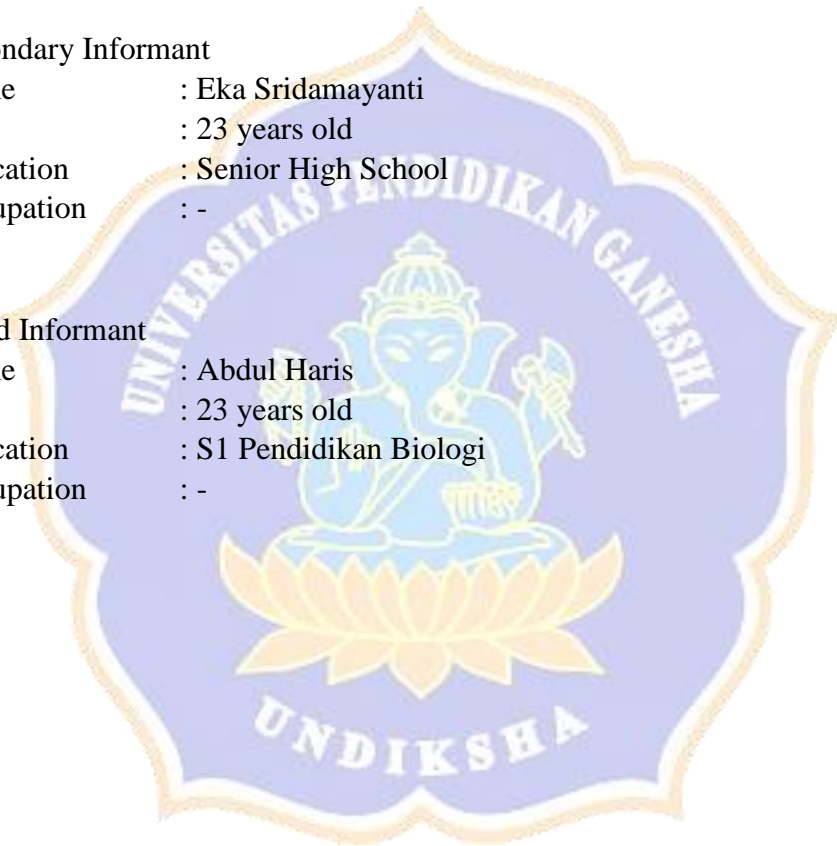 ondary Informant
e : Eka Sridamayanti
: 23 years old
cation : Senior High School
upation : -
UNIVERSITAS PENDIDIKAN GANESHA
d Informant
e : Abdul Haris
: 23 years old
cation : S1 Pendidikan Biologi
upation : -
UNDIKSHA